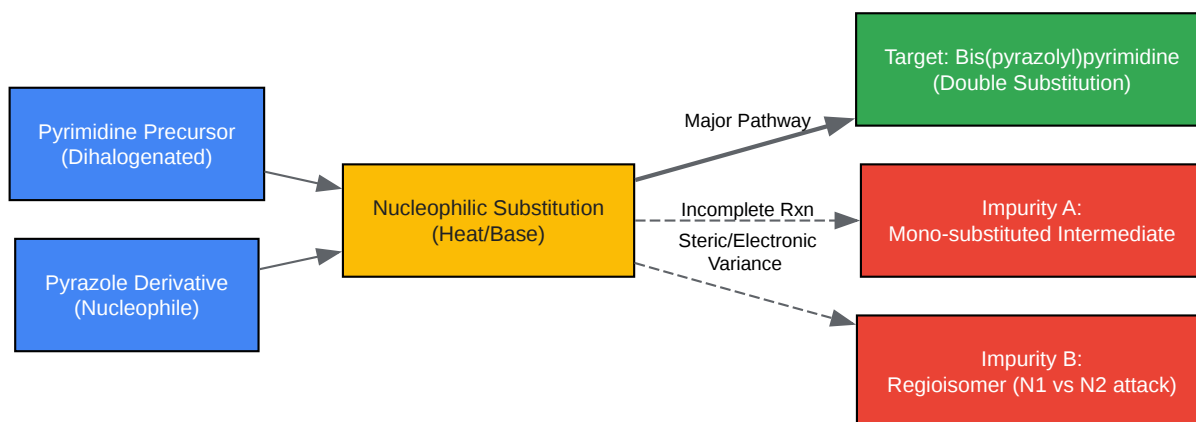 Pyrimidine Precursor
(Dihalogenated)
Pyrazole Derivative
(Nucleophile)
Nucleophilic Substitution
(Heat/Base)
Major Pathway
Incomplete Rxn
Steric/Electronic
Variance
Target: Bis(pyrazolyl)pyrimidine
(Double Substitution)
Impurity A:
Mono-substituted Intermediate
Impurity B:
Regioisomer (N1 vs N2 attack)